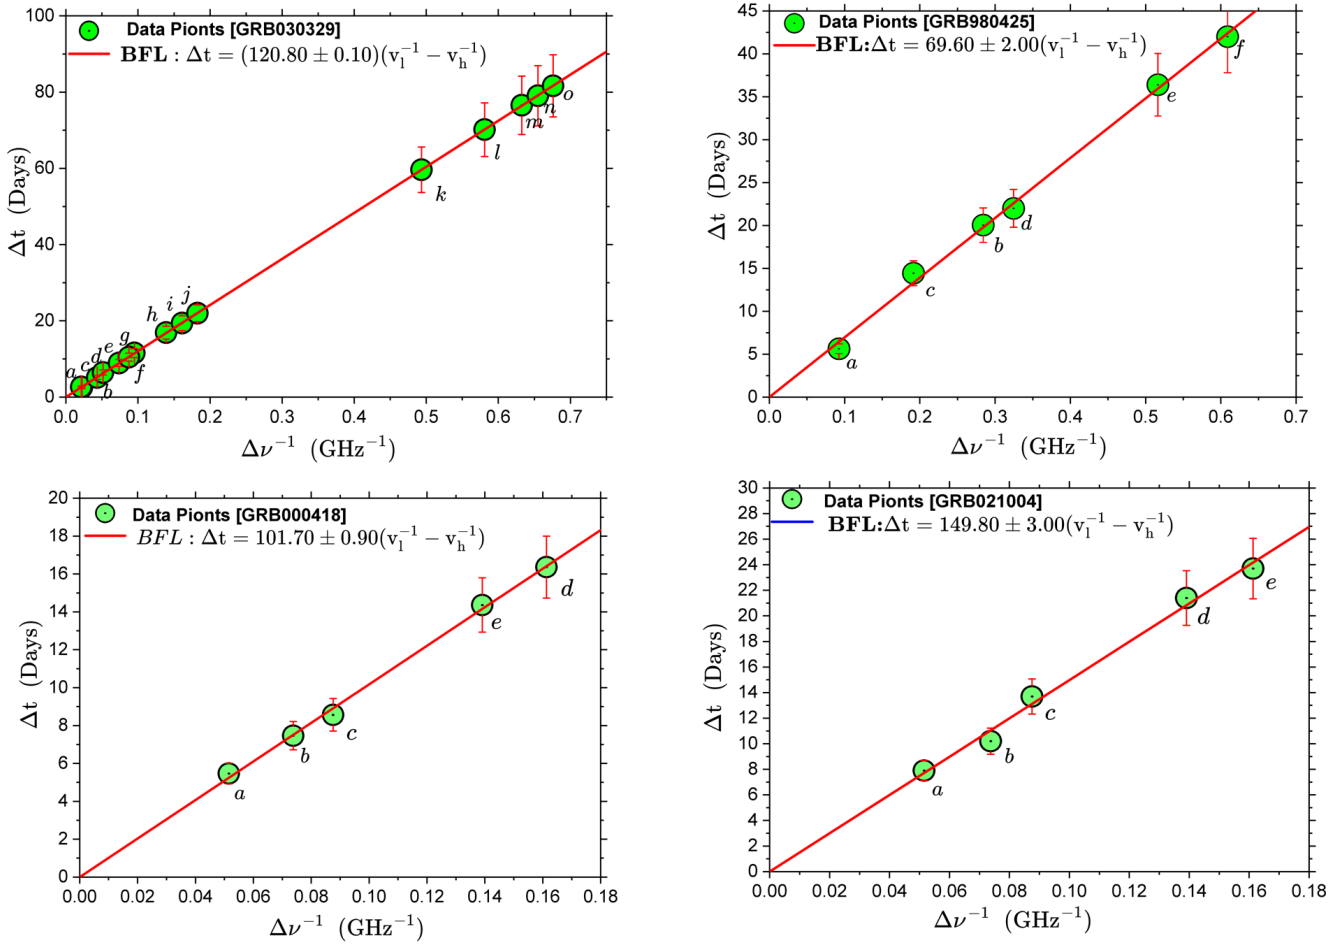 Data Pionts [GRB030329]
BFL : Δt = (120.80 ± 0.10)(v_l^{-1} − v_h^{-1})
100
80
60
40
20
0
Δt (Days)
a
b
c
d
e
f
g
h
i
j
k
l
m
n
o
0.0 0.1 0.2 0.3 0.4 0.5 0.6 0.7
Δν^{-1} (GHz^{-1})
Data Pionts [GRB980425]
BFL:Δt = 69.60 ± 2.00(v_l^{-1} − v_h^{-1})
45
40
35
30
25
20
15
10
5
0
Δt (Days)
a
c
b
d
e
f
0.0 0.1 0.2 0.3 0.4 0.5 0.6 0.7
Δν^{-1} (GHz^{-1})
Data Pionts [GRB000418]
BFL : Δt = 101.70 ± 0.90(v_l^{-1} − v_h^{-1})
20
18
16
14
12
10
8
6
4
2
0
Δt (Days)
a
b
c
e
d
0.00 0.02 0.04 0.06 0.08 0.10 0.12 0.14 0.16 0.18
Δν^{-1} (GHz^{-1})
Data Pionts [GRB021004]
BFL:Δt = 149.80 ± 3.00(v_l^{-1} − v_h^{-1})
30
28
26
24
22
20
18
16
14
12
10
8
6
4
2
0
Δt (Days)
a
b
c
d
e
0.00 0.02 0.04 0.06 0.08 0.10 0.12 0.14 0.16 0.18
Δν^{-1} (GHz^{-1})